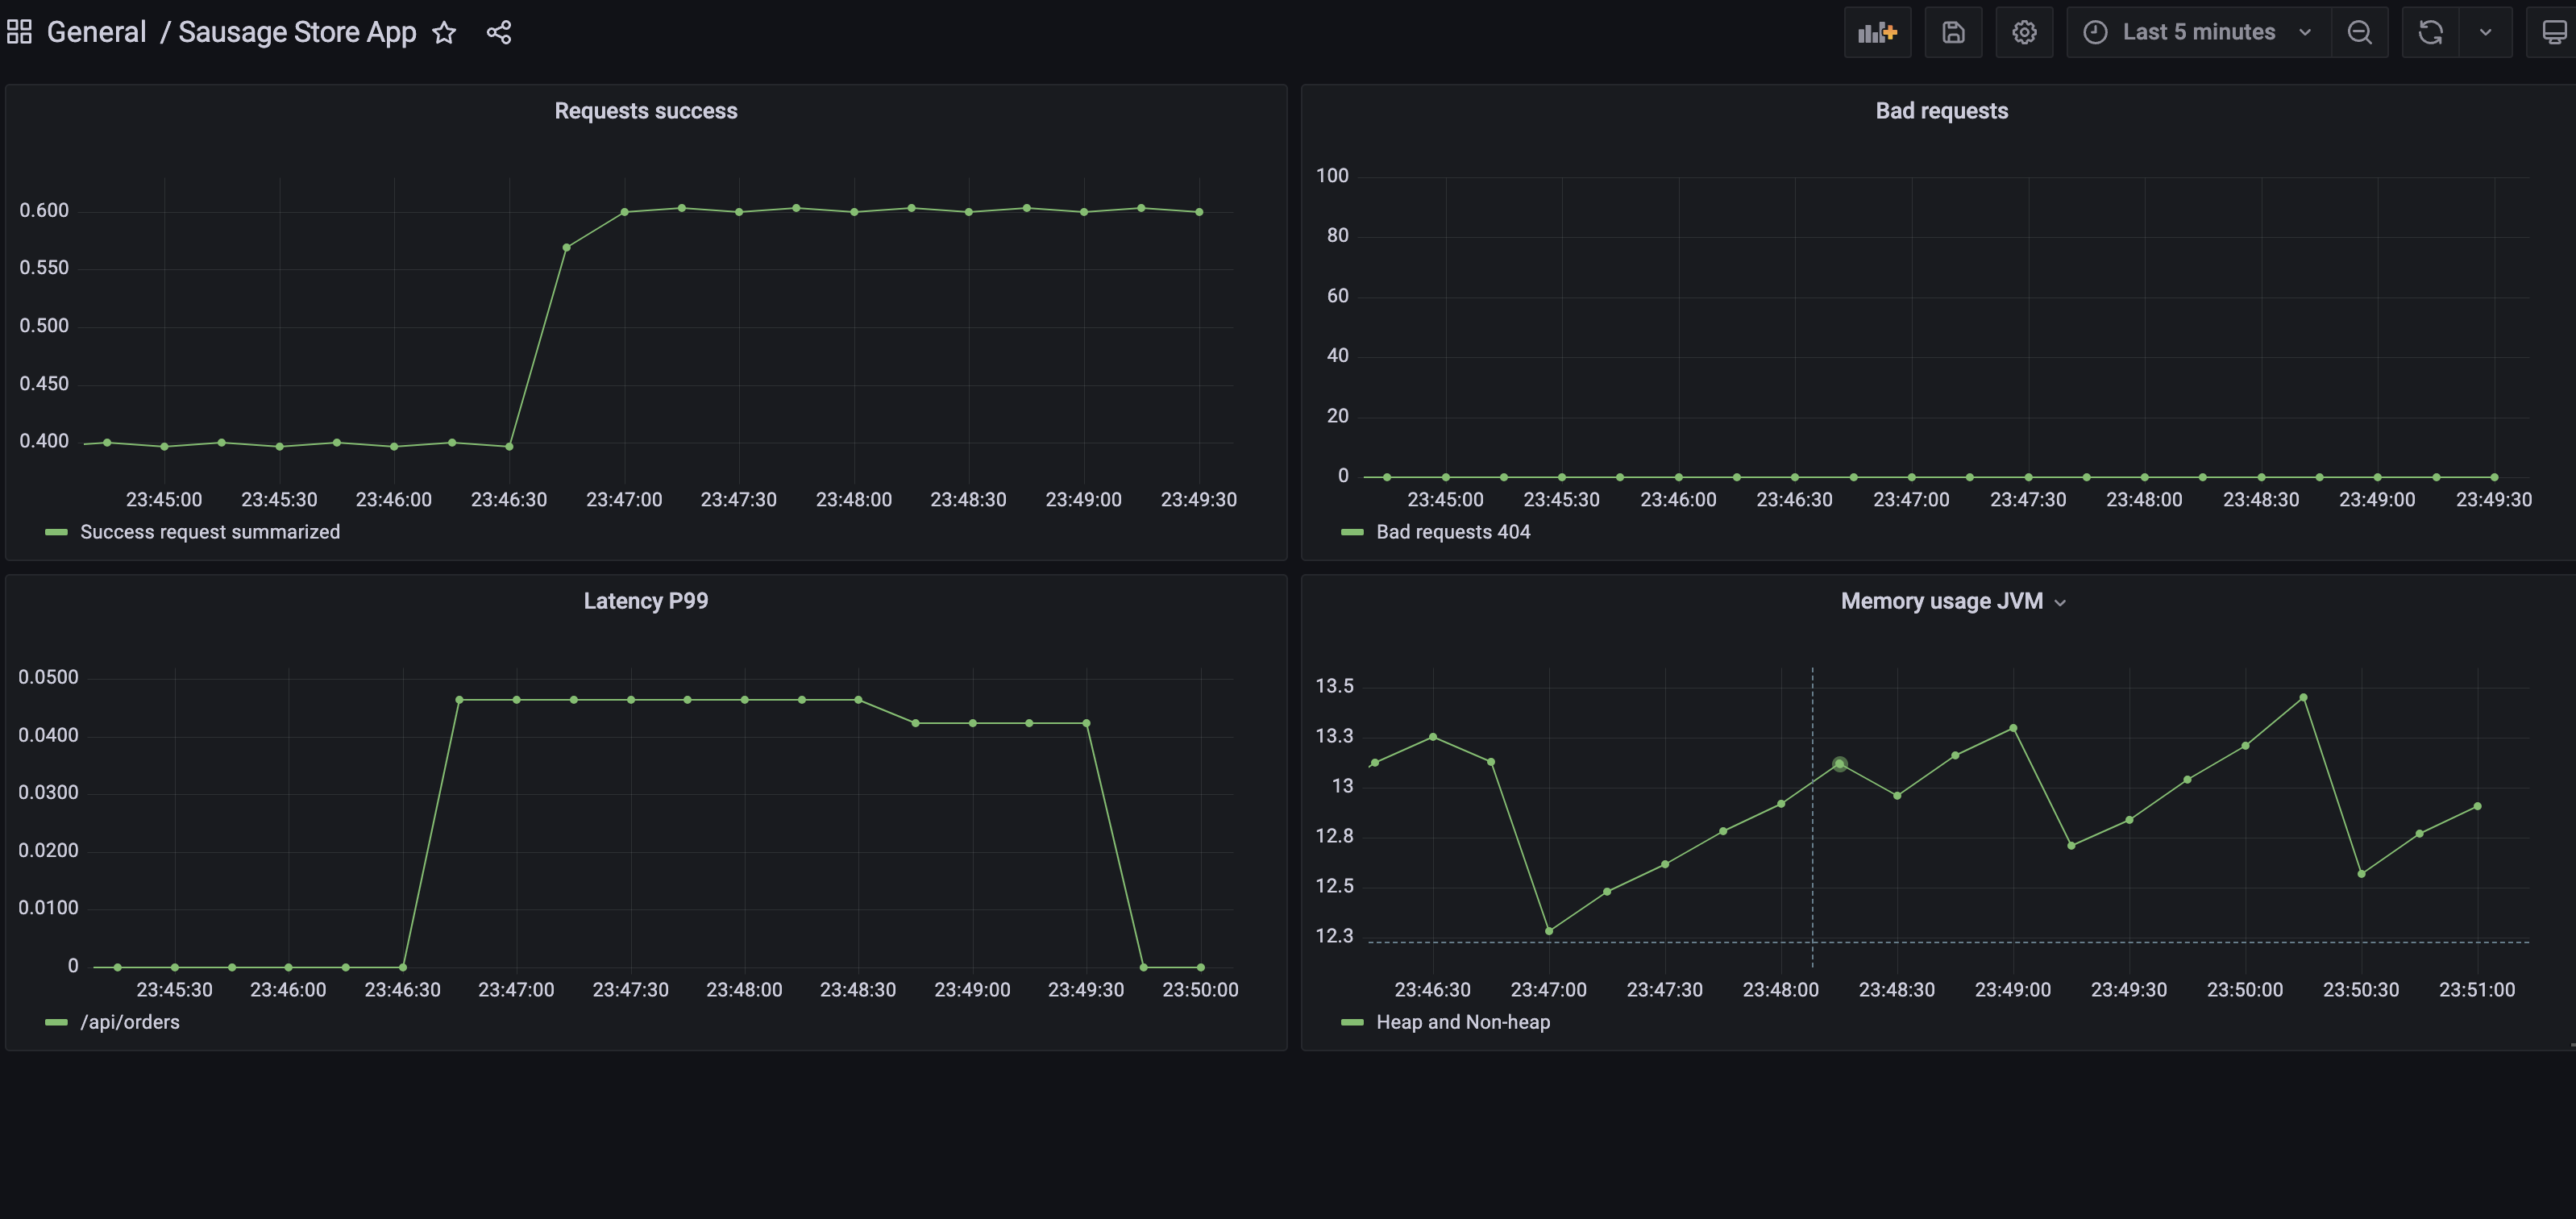 General / Sausage Store App
Last 5 minutes
Requests success
0.600
0.550
0.500
0.450
0.400
23:45:00 23:45:30 23:46:00 23:46:30 23:47:00 23:47:30 23:48:00 23:48:30 23:49:00 23:49:30
Success request summarized
Bad requests
100
80
60
40
20
0
23:45:00 23:45:30 23:46:00 23:46:30 23:47:00 23:47:30 23:48:00 23:48:30 23:49:00 23:49:30
Bad requests 404
Latency P99
0.0500
0.0400
0.0300
0.0200
0.0100
0
23:45:30 23:46:00 23:46:30 23:47:00 23:47:30 23:48:00 23:48:30 23:49:00 23:49:30 23:50:00
/api/orders
Memory usage JVM
13.5
13.3
13
12.8
12.5
12.3
23:46:30 23:47:00 23:47:30 23:48:00 23:48:30 23:49:00 23:49:30 23:50:00 23:50:30 23:51:00
Heap and Non-heap